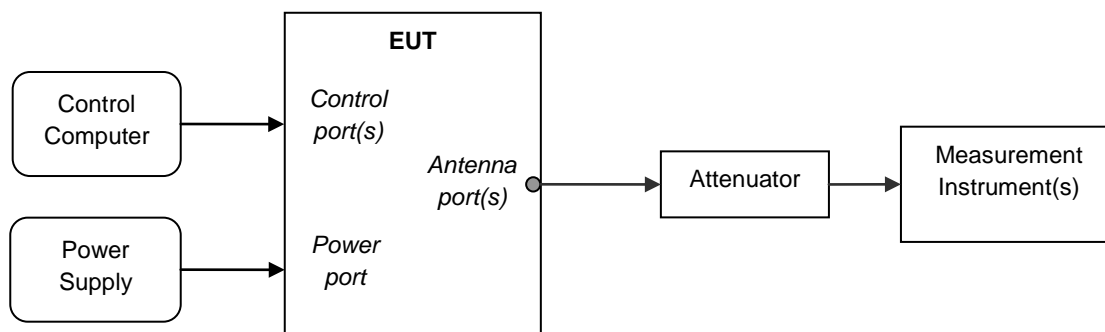 EUT
Control
Computer
Control
port(s)
Antenna
port(s)
Attenuator
Measurement
Instrument(s)
Power
Supply
Power
port